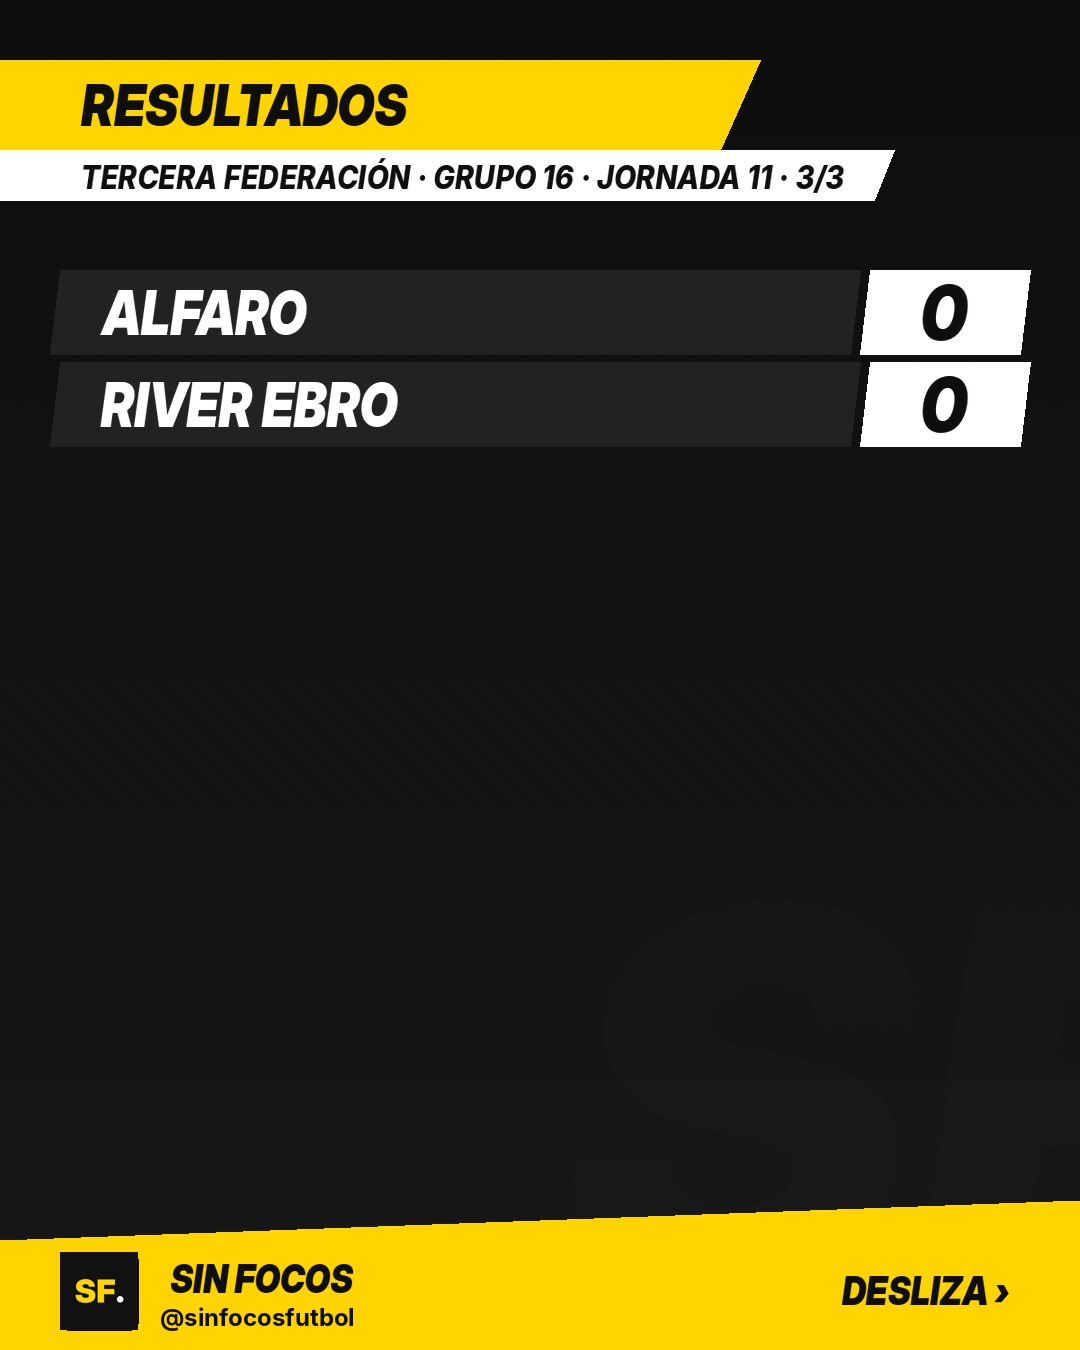 RESULTADOS
TERCERA FEDERACIÓN · GRUPO 16 · JORNADA 11 · 3/3
ALFARO 0
RIVER EBRO 0
SF
SF.
SIN FOCOS
@sinfocosfutbol
DESLIZA ›